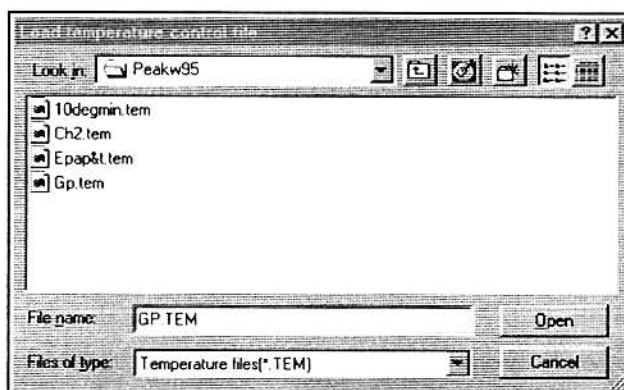 Load temperature control file
Look in: Peakw95
10degmin.tem
Ch2.tem
Epap&t.tem
Gp.tem
File name: GP.TEM Open
Files of type: Temperature files(*.TEM) Cancel